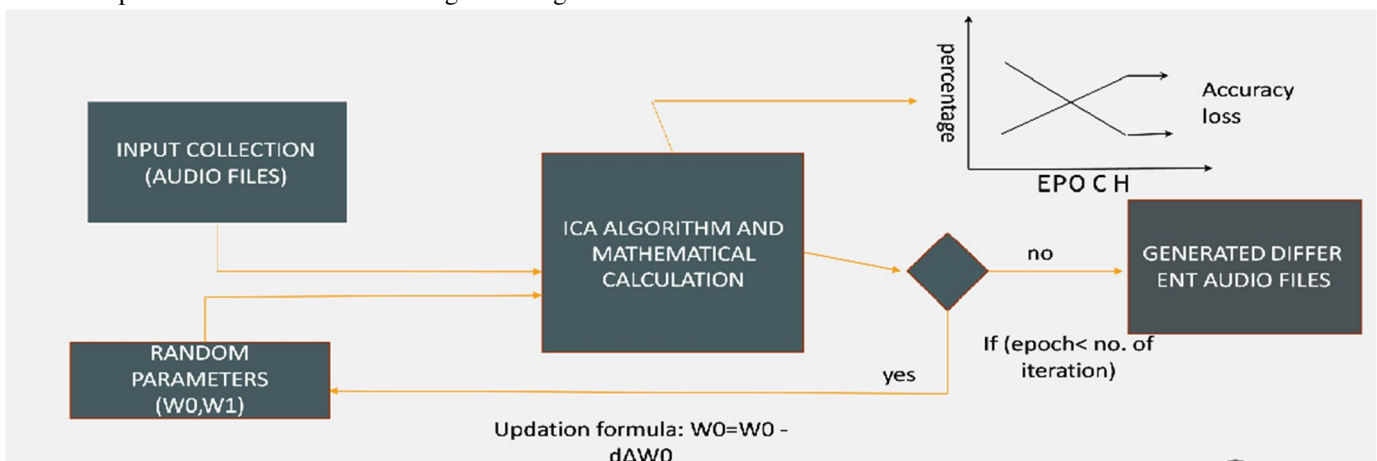 percentage
Accuracy
loss
EPO C H
INPUT COLLECTION
(AUDIO FILES)
ICA ALGORITHM AND
MATHEMATICAL
CALCULATION
no
GENERATED DIFFER
ENT AUDIO FILES
If (epoch< no. of
iteration)
RANDOM
PARAMETERS
(W0,W1)
yes
Updation formula: W0=W0 -
dΔW0